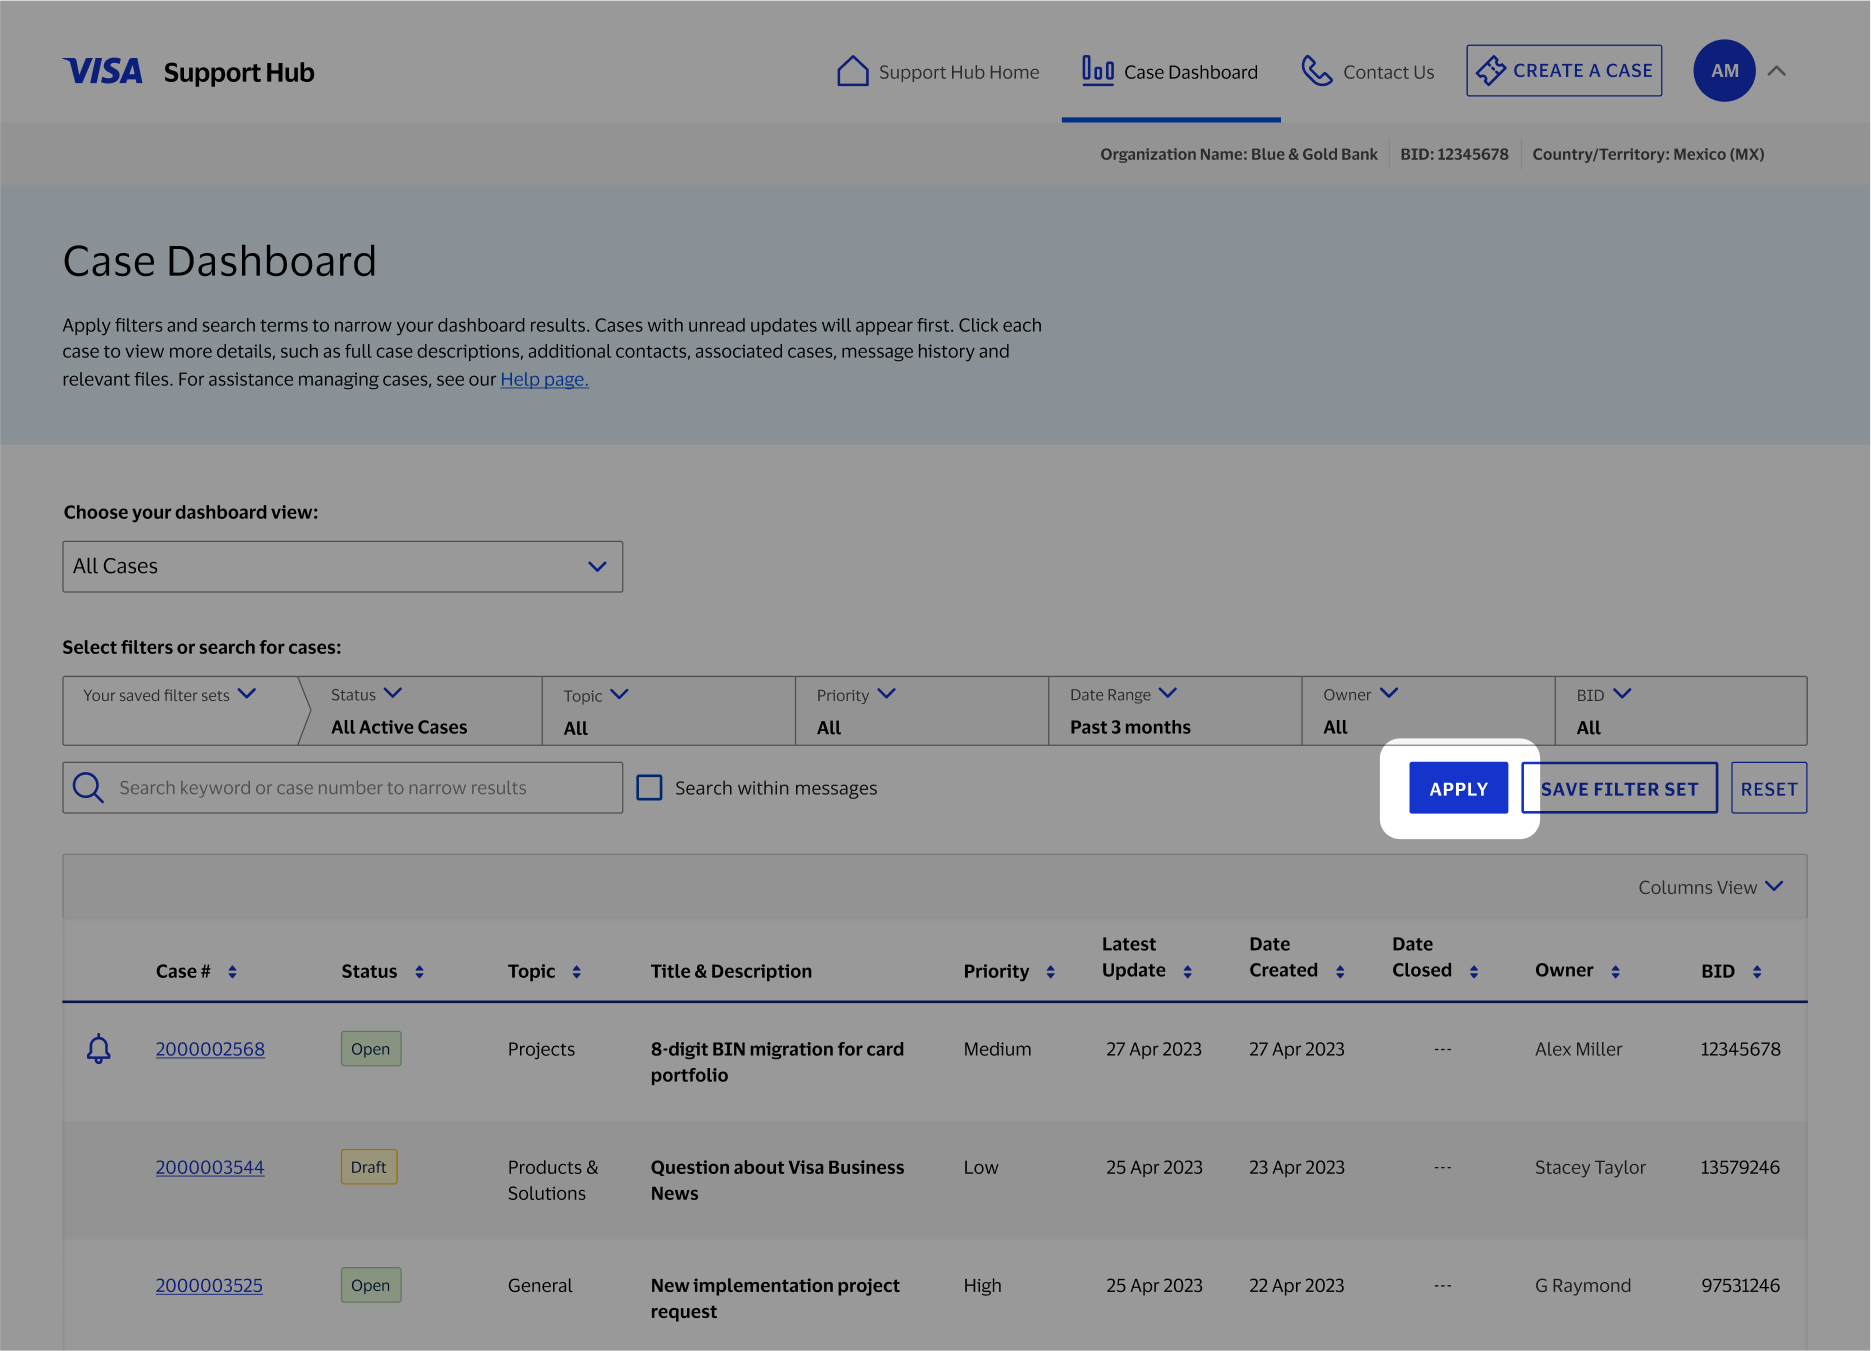 VISA Support Hub
Support Hub Home
Case Dashboard
Contact Us
CREATE A CASE
AM
Organization Name: Blue & Gold Bank
BID: 12345678
Country/Territory: Mexico (MX)
Case Dashboard
Apply filters and search terms to narrow your dashboard results. Cases with unread updates will appear first. Click each
case to view more details, such as full case descriptions, additional contacts, associated cases, message history and
relevant files. For assistance managing cases, see our Help page.
Choose your dashboard view:
All Cases
Select filters or search for cases:
Your saved filter sets
Status
All Active Cases
Topic
All
Priority
All
Date Range
Past 3 months
Owner
All
BID
All
Search keyword or case number to narrow results
Search within messages
APPLY
SAVE FILTER SET
RESET
Columns View
Case #
Status
Topic
Title & Description
Priority
Latest
Update
Date
Created
Date
Closed
Owner
BID
2000002568
Open
Projects
8-digit BIN migration for card
portfolio
Medium
27 Apr 2023
27 Apr 2023
---
Alex Miller
12345678
2000003544
Draft
Products &
Solutions
Question about Visa Business
News
Low
25 Apr 2023
23 Apr 2023
---
Stacey Taylor
13579246
2000003525
Open
General
New implementation project
request
High
25 Apr 2023
22 Apr 2023
---
G Raymond
97531246